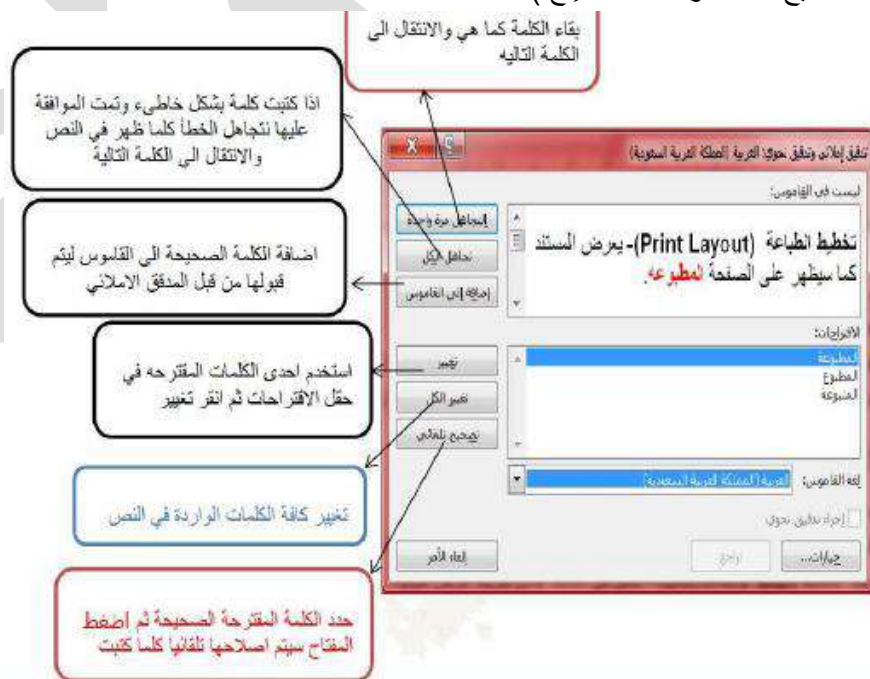 بقاء الكلمة كما هي والانتقال الى
الكلمة التاليه
اذا كتبت كلمة بشكل خاطىء وتمت الموافقة
عليها نتجاهل الخطأ كلما ظهر في النص
والانتقال الى الكلمة التالية
اضافة الكلمة الصحيحة الى القاموس ليتم
قبولها من قبل المدقق الاملائي
استخدم احدى الكلمات المقترحه في
حقل الاقتراحات ثم انقر تغيير
تغيير كافة الكلمات الواردة في النص
حدد الكلمة المقترحة الصحيحة ثم اضغط
المفتاح سيتم اصلاحها تلقائيا كلما كتبت
تدقيق إملائي وتدقيق نحوي: العربية (المملكة العربية السعودية)
ليست في القاموس:
تخطيط الطباعة (Print Layout)- يعرض المستند
كما سيظهر على الصفحة المطبوعه.
تجاهل مرة واحدة
تجاهل الكل
إضافة إلى القاموس
الاقتراحات:
المطبوعة
المطبوع
المتبوعة
تغيير
تغيير الكل
تصحيح تلقائي
لغة القاموس:
العربية (المملكة العربية السعودية)
إجراء تدقيق نحوي
خيارات...
تراجع
إلغاء الأمر